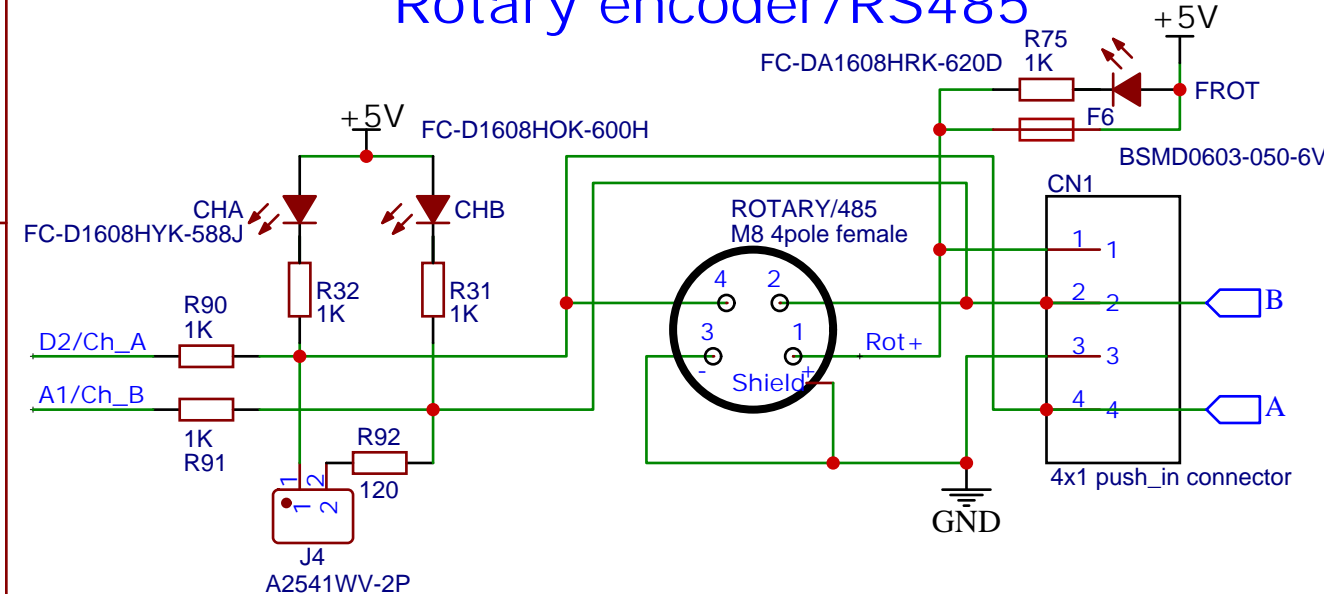 Rotary encoder/RS485
+5V
R75
1K
FC-DA1608HRK-620D
FROT
F6
BSMD0603-050-6V
+5V
FC-D1608HOK-600H
CHA
FC-D1608HYK-588J
CHB
R32
1K
R31
1K
R90
1K
D2/Ch_A
A1/Ch_B
1K
R91
R92
120
1
2
1
2
J4
A2541WV-2P
ROTARY/485
M8 4pole female
4
2
3
1
-
+
Shield
Rot+
GND
CN1
1
1
2
2
3
3
4
4
B
A
4x1 push_in connector